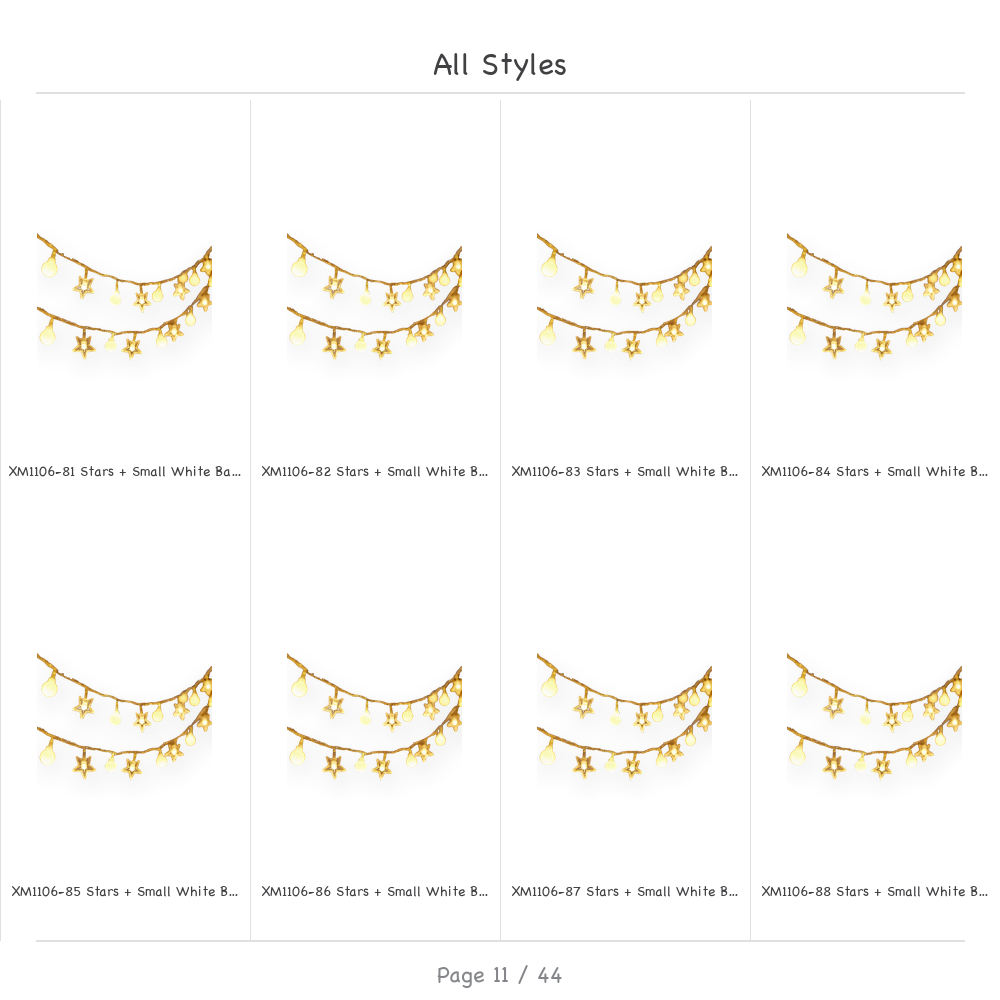 All Styles
XM1106-81 Stars + Small White Ba...
XM1106-82 Stars + Small White B...
XM1106-83 Stars + Small White B...
XM1106-84 Stars + Small White B...
XM1106-85 Stars + Small White B...
XM1106-86 Stars + Small White B...
XM1106-87 Stars + Small White B...
XM1106-88 Stars + Small White B...
Page 11 / 44